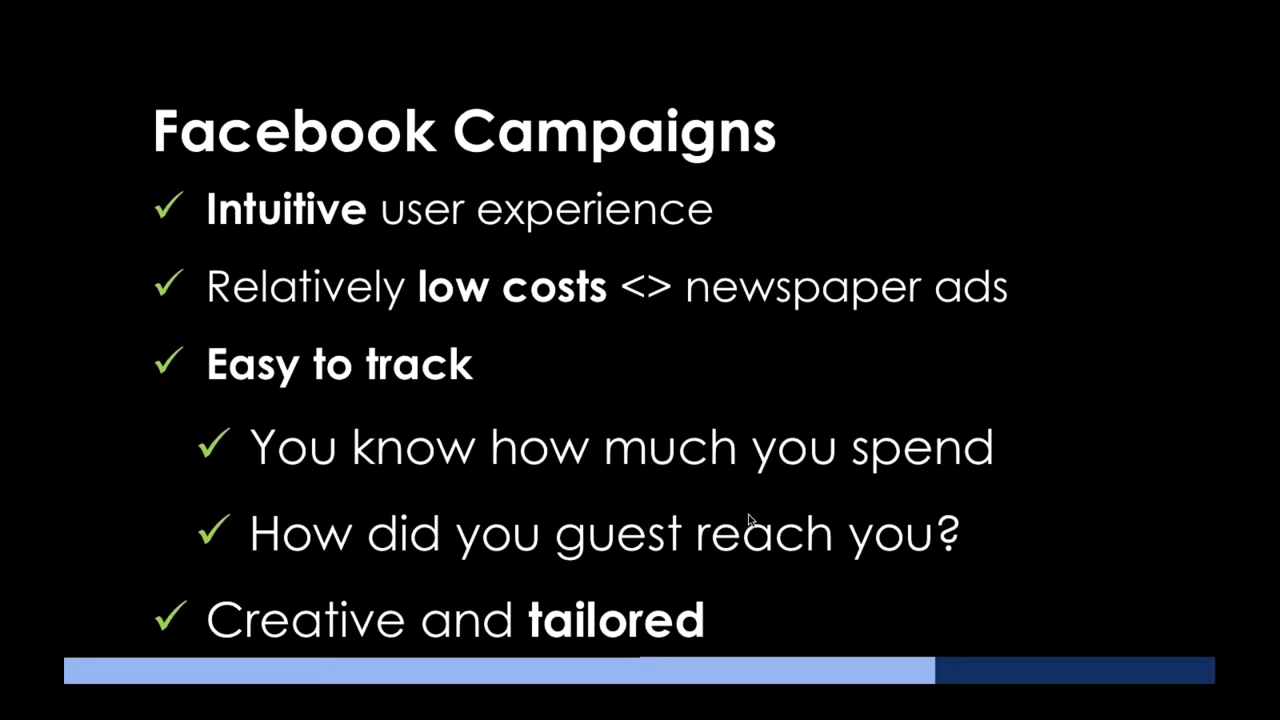 Facebook Campaigns
✓ Intuitive user experience
✓ Relatively low costs <> newspaper ads
✓ Easy to track
✓ You know how much you spend
✓ How did you guest reach you?
✓ Creative and tailored